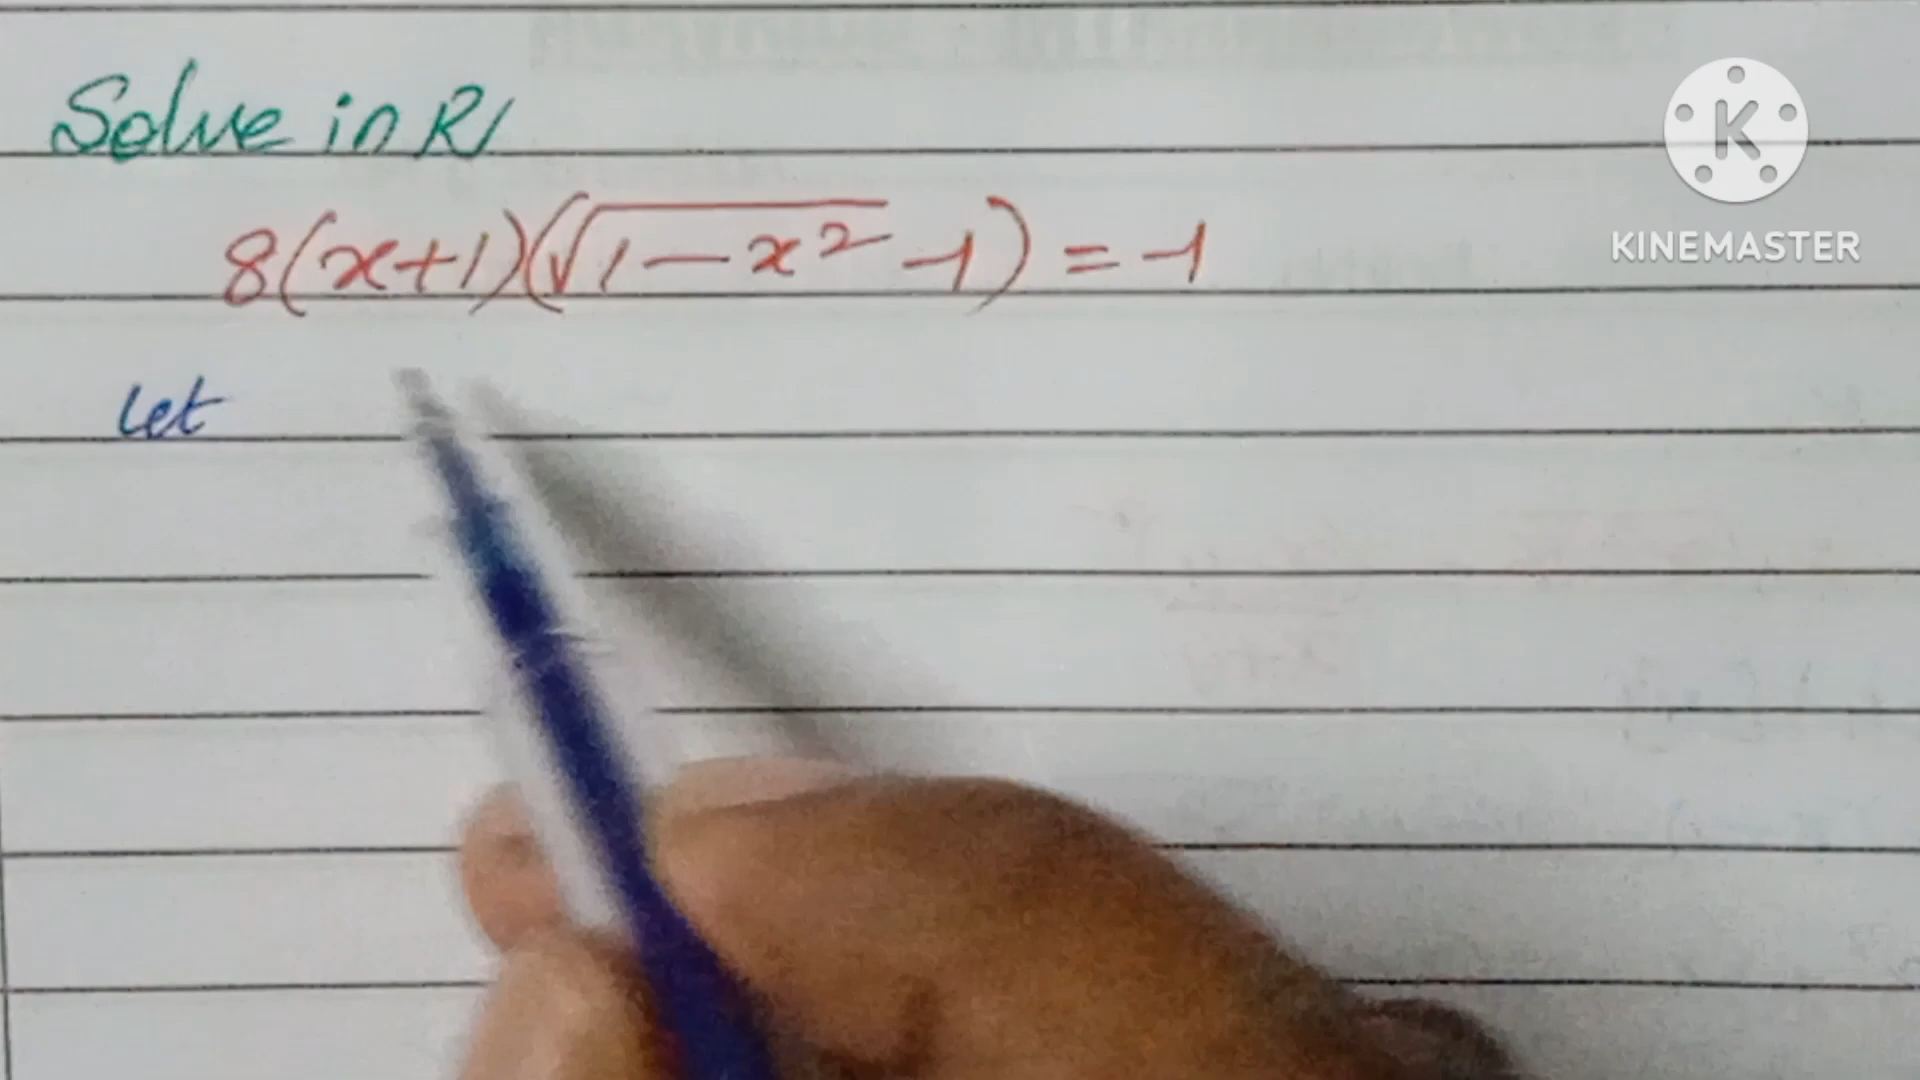 Solve in R
8(x+1)(√1-x² -1) = -1
Let
K
KINEMASTER